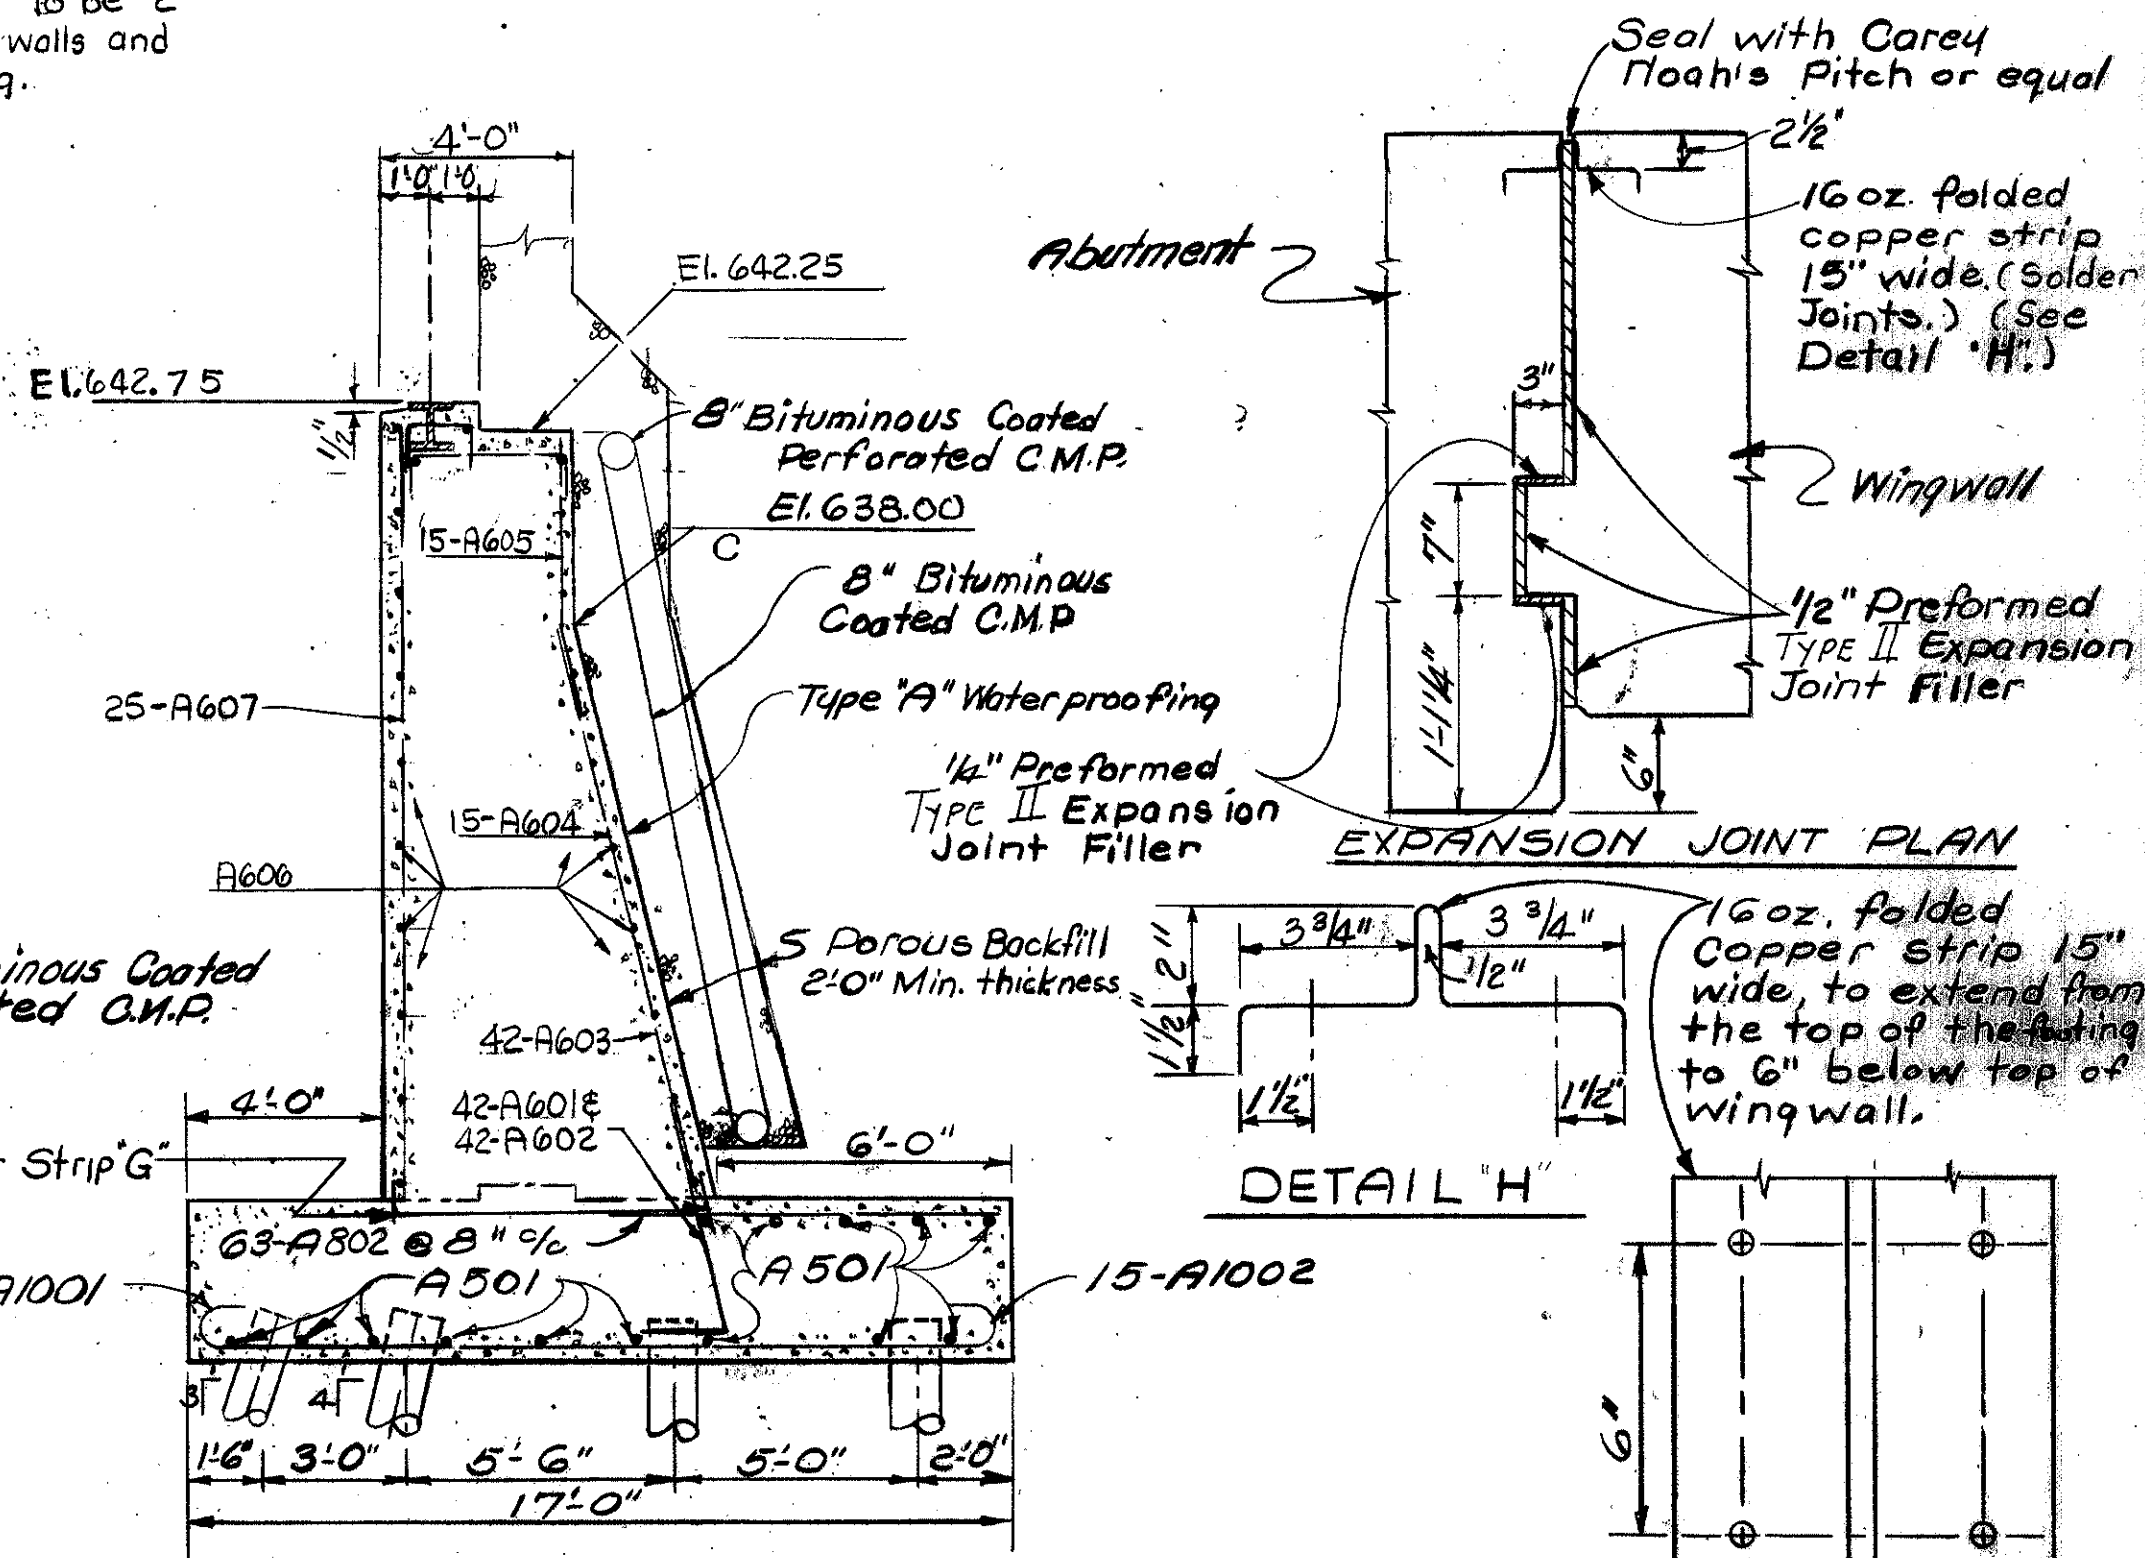 to be 2
walls and
g.
4'-0"
1'0" 1'0
El. 642.25
El. 642.75
1/2"
8" Bituminous Coated
Perforated C.M.P.
El. 638.00
C
15-A605
8" Bituminous
Coated C.M.P
25-A607
Type "A" Waterproofing
15-A604
A606
inous Coated
ted C.M.P.
5 Porous Backfill
2'-0" Min. thickness
42-A603
42-A601 &
42-A602
4'-0"
6'-0"
Strip "G"
63-A802 @ 8" c/c
A501
A501
A1001
15-A1002
3
4
1'-6"
3'-0"
5'-6"
5'-0"
2'-0"
17'-0"
Seal with Carey
Noah's Pitch or equal
2 1/2"
16 oz. folded
copper strip
15" wide. (Solder
Joints.) (See
Detail "H".)
Abutment
3"
Wingwall
7"
1'-1 1/4"
1/2" Preformed
TYPE II Expansion
Joint Filler
6"
1/4" Preformed
TYPE II Expansion
Joint Filler
EXPANSION JOINT PLAN
3 3/4"
3 3/4"
2"
1/2"
1 1/2"
1 1/2"
1 1/2"
DETAIL "H"
16 oz. folded
Copper strip 15"
wide, to extend from
the top of the footing
to 6" below top of
wingwall.
6"